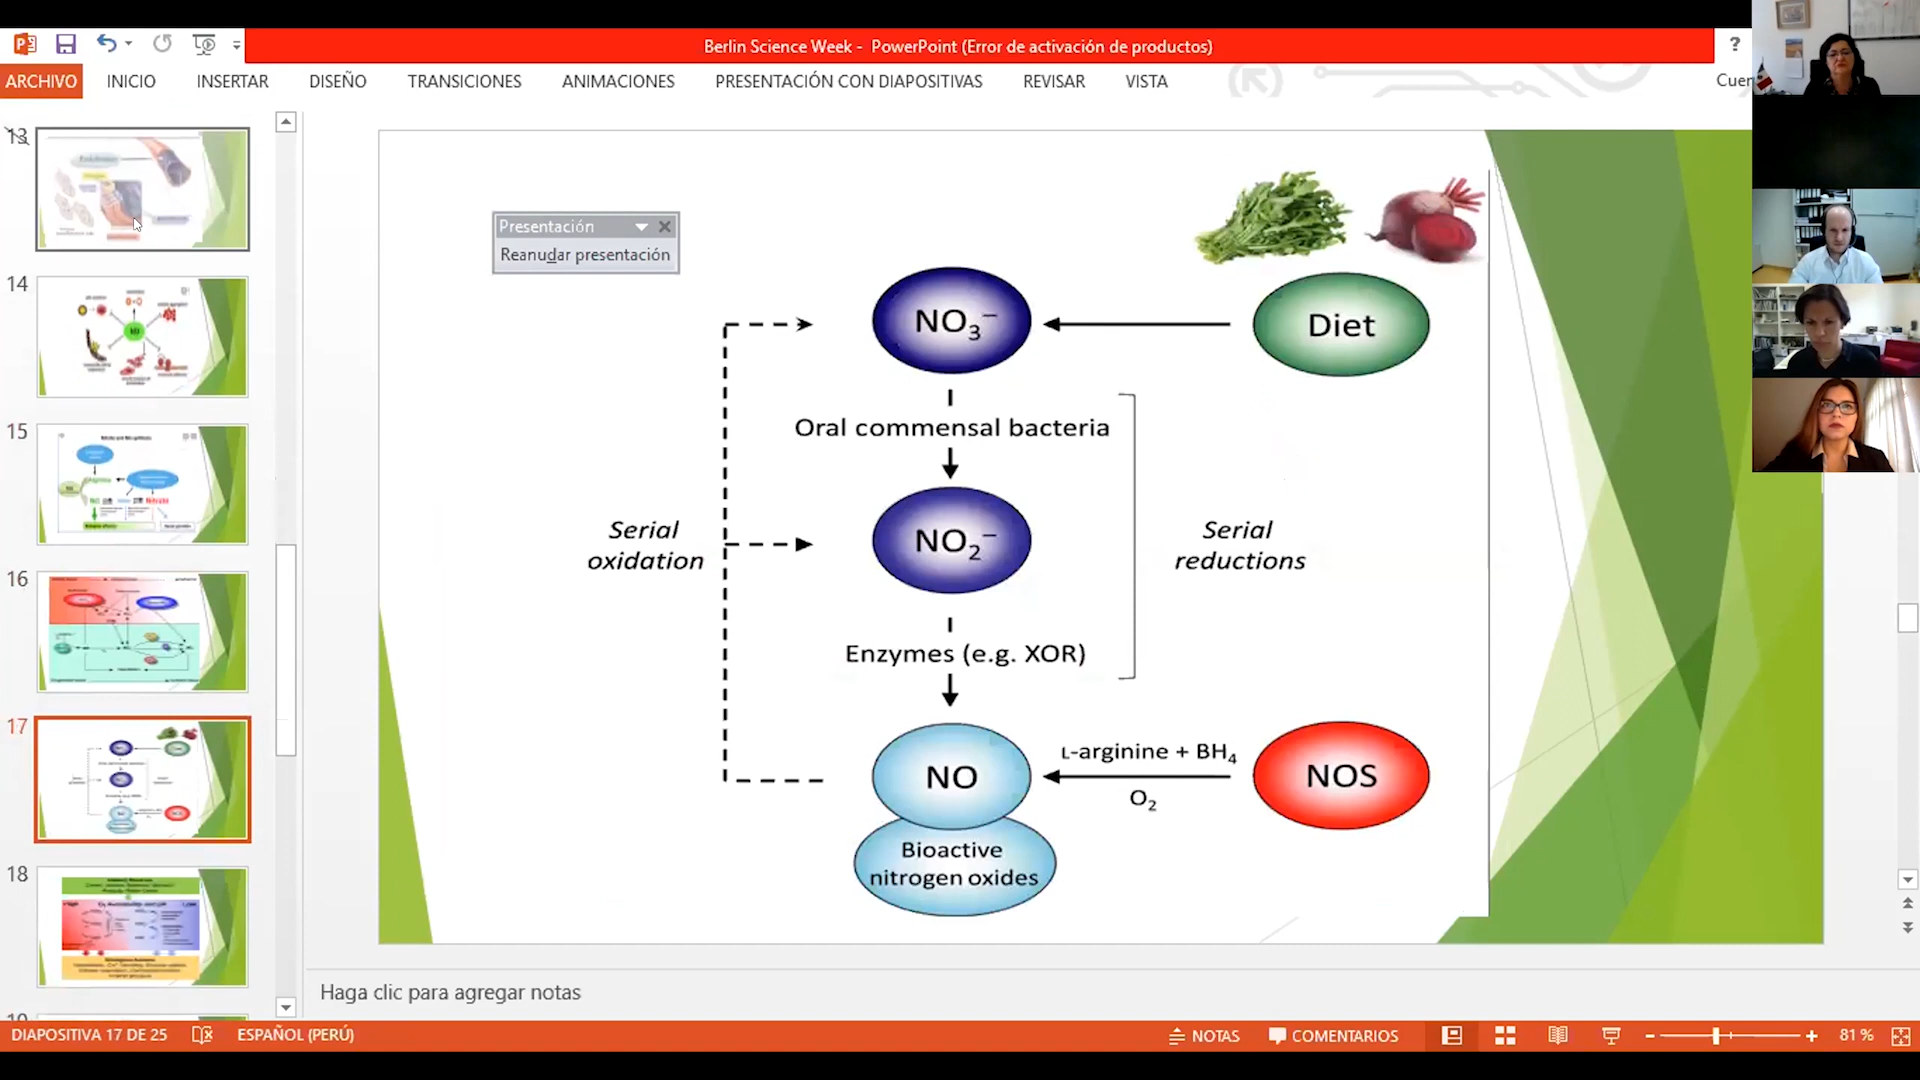 Berlin Science Week - PowerPoint (Error de activación de productos)
?
ARCHIVO INICIO INSERTAR DISEÑO TRANSICIONES ANIMACIONES PRESENTACIÓN CON DIAPOSITIVAS REVISAR VISTA
13
14
15
16
17
18
Presentación
Reanudar presentación
NO₃⁻
Diet
Oral commensal bacteria
NO₂⁻
Serial
oxidation
Serial
reductions
Enzymes (e.g. XOR)
NO
L-arginine + BH₄
O₂
NOS
Bioactive
nitrogen oxides
Haga clic para agregar notas
DIAPOSITIVA 17 DE 25 ESPAÑOL (PERÚ) NOTAS COMENTARIOS 81 %